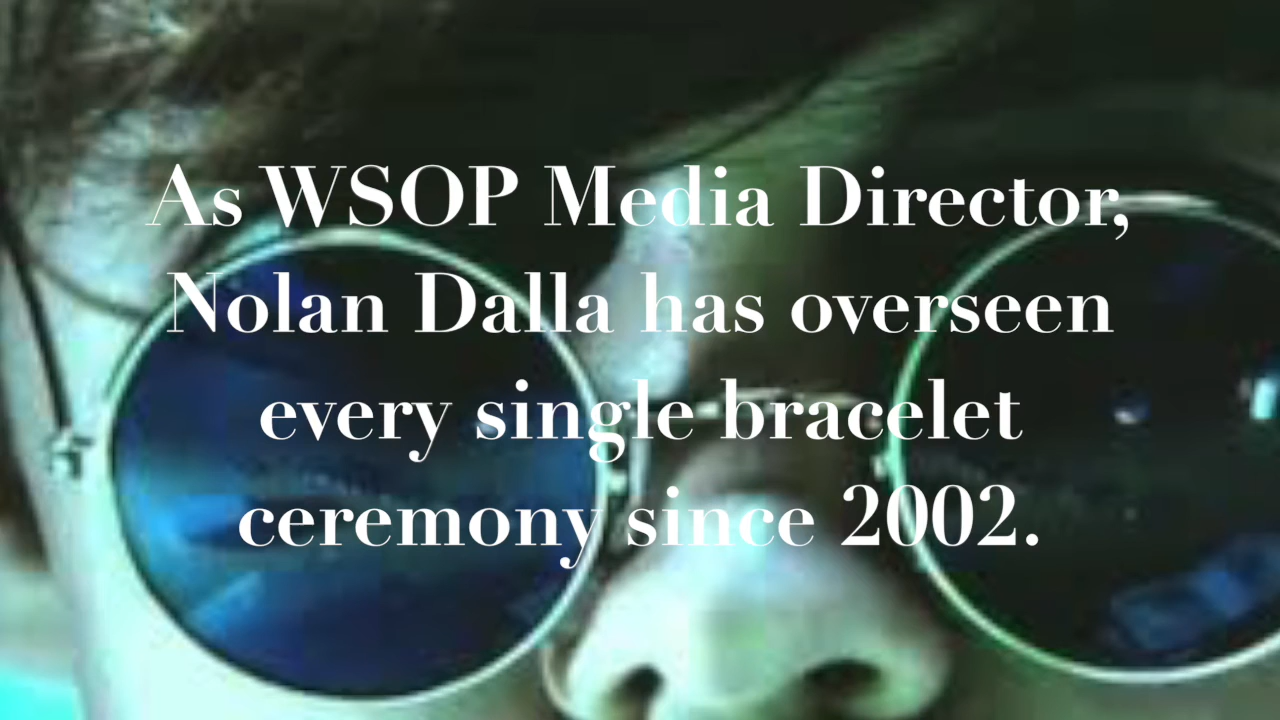 As WSOP Media Director,
Nolan Dalla has overseen
every single bracelet
ceremony since 2002.